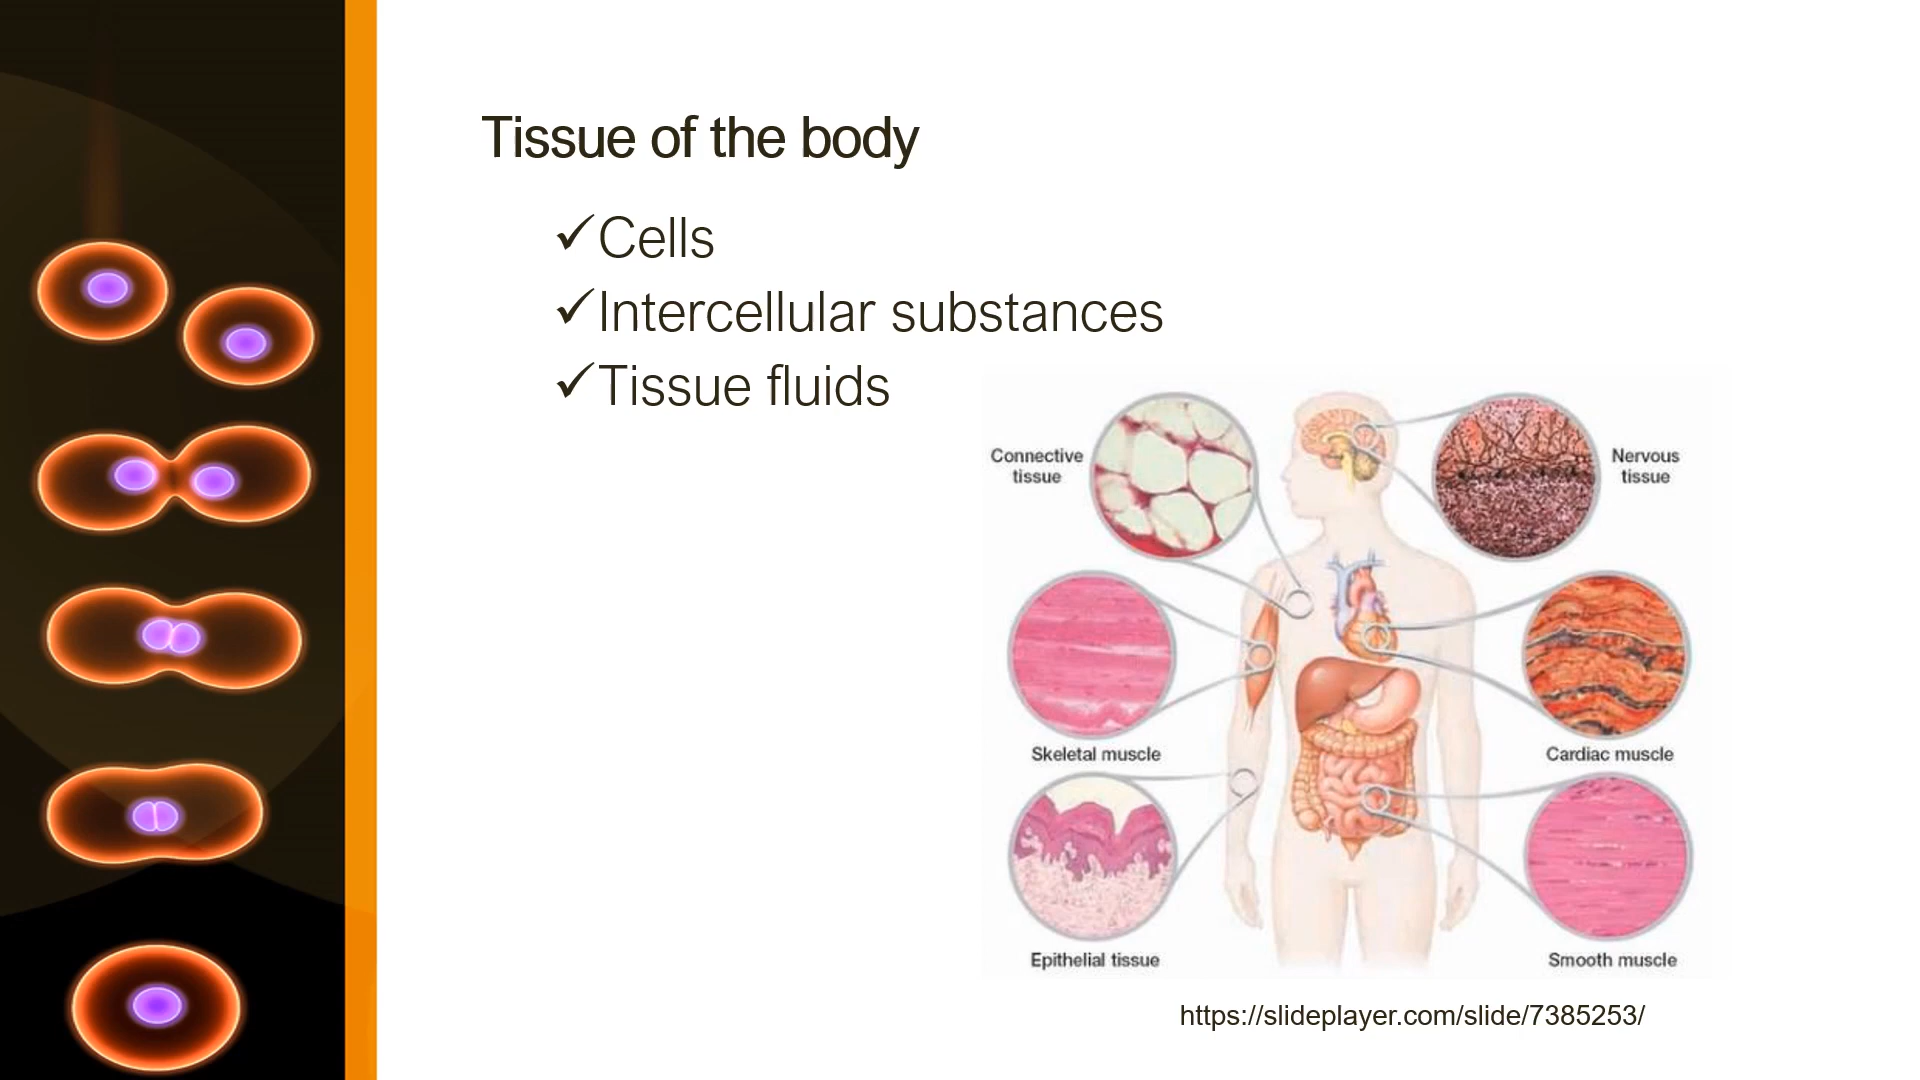 Tissue of the body
✓Cells
✓Intercellular substances
✓Tissue fluids
Connective
tissue
Nervous
tissue
Skeletal muscle
Cardiac muscle
Epithelial tissue
Smooth muscle
https://slideplayer.com/slide/7385253/